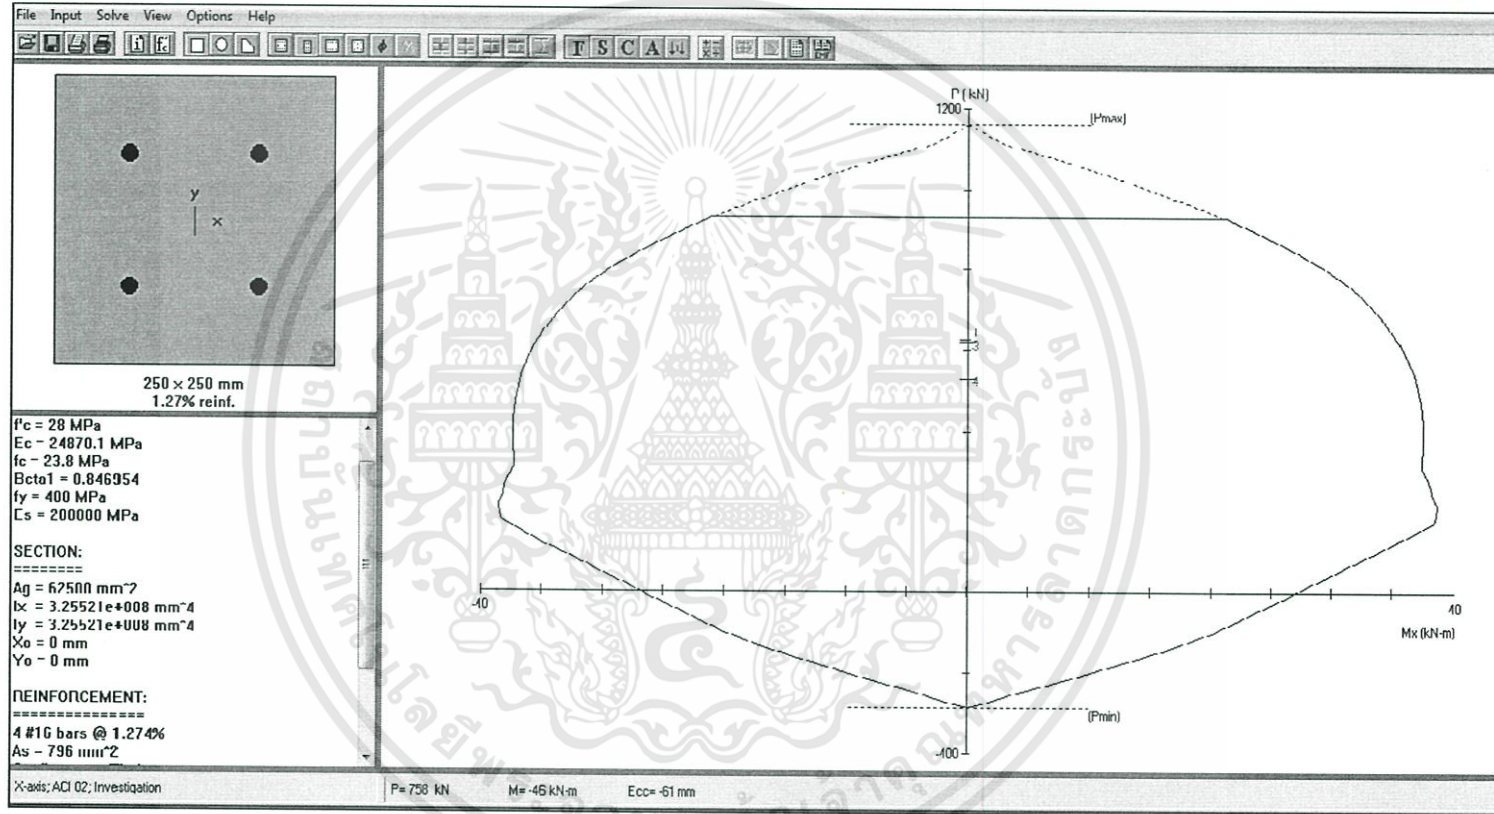 File Input Solve View Options Help
F S C A
y
x
250 × 250 mm
1.27% reinf.
f'c = 28 MPa
Ec = 24870.1 MPa
fc = 23.8 MPa
Beta1 = 0.846954
fy = 400 MPa
Es = 200000 MPa
SECTION:
========
Ag = 62500 mm^2
Ix = 3.25521e+008 mm^4
Iy = 3.25521e+008 mm^4
Xo = 0 mm
Yo = 0 mm
REINFORCEMENT:
==============
4 #16 bars @ 1.274%
As = 796 mm^2
P (kN)
1200
(Pmax)
-40
40
Mx (kN-m)
(Pmin)
-400
X-axis; ACI 02; Investigation
P= 758 kN M= -46 kN-m Ecc= -61 mm